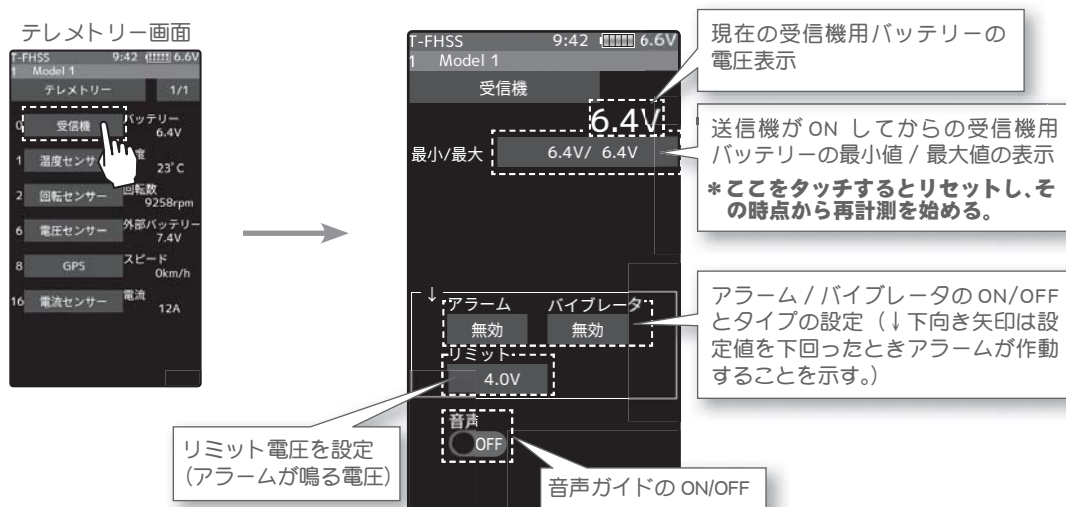 テレメトリー画面
T-FHSS 9:42 6.6V
1 Model 1
テレメトリー 1/1
0 受信機 バッテリー
6.4V
1 温度センサ 度
23°C
2 回転センサー 回転数
9258rpm
6 電圧センサー 外部バッテリー
7.4V
8 GPS スピード
0km/h
16 電流センサー 電流
12A
T-FHSS 9:42 6.6V
1 Model 1
受信機
6.4V
最小/最大 6.4V/ 6.4V
↓
アラーム バイブレータ
無効 無効
リミット
4.0V
音声
OFF
現在の受信機用バッテリーの
電圧表示
送信機が ON してからの受信機用
バッテリーの最小値 / 最大値の表示
＊ここをタッチするとリセットし、そ
の時点から再計測を始める。
アラーム / バイブレータの ON/OFF
とタイプの設定（↓下向き矢印は設
定値を下回ったときアラームが作動
することを示す。）
リミット電圧を設定
（アラームが鳴る電圧）
音声ガイドの ON/OFF